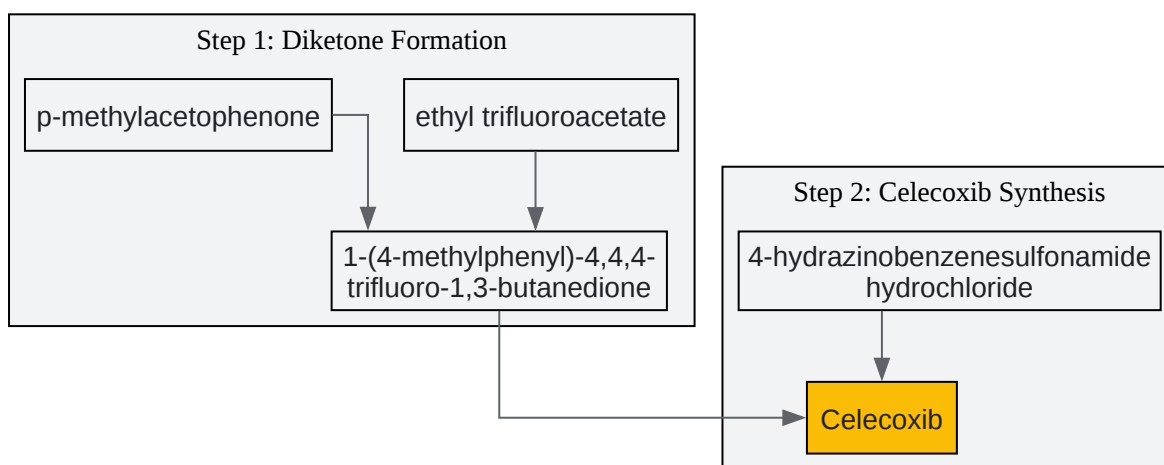 Step 1: Diketone Formation
p-methylacetophenone
ethyl trifluoroacetate
1-(4-methylphenyl)-4,4,4-
trifluoro-1,3-butanedione
Step 2: Celecoxib Synthesis
4-hydrazinobenzenesulfonamide
hydrochloride
Celecoxib